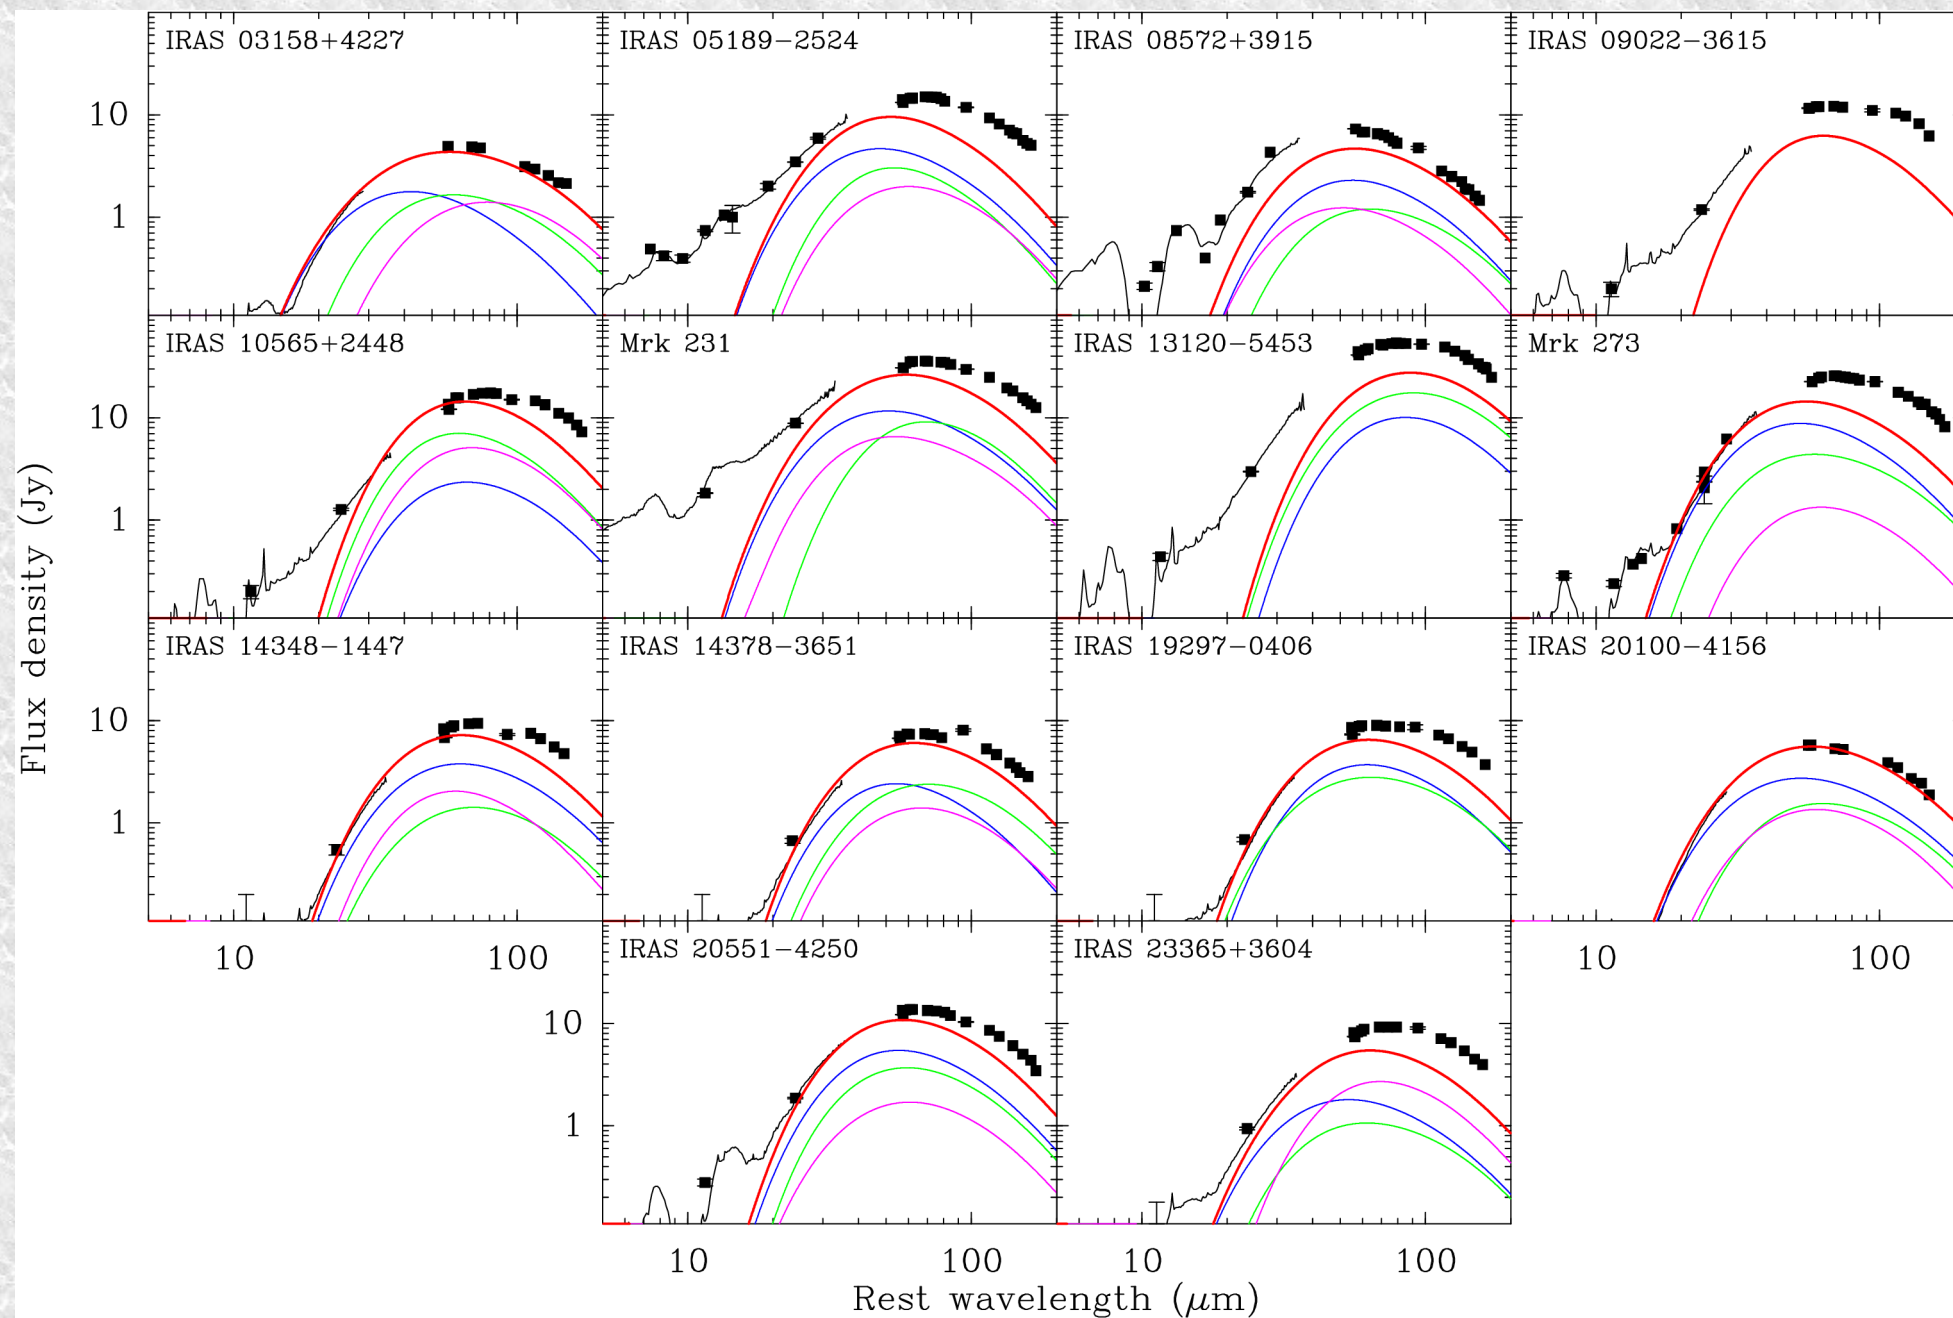 IRAS 03158+4227
IRAS 05189−2524
IRAS 08572+3915
IRAS 09022−3615
10
1
IRAS 10565+2448
Mrk 231
IRAS 13120−5453
Mrk 273
10
1
IRAS 14348−1447
IRAS 14378−3651
IRAS 19297−0406
IRAS 20100−4156
10
1
10
100
IRAS 20551−4250
IRAS 23365+3604
10
100
10
1
10
100
10
100
Flux density (Jy)
Rest wavelength (μm)